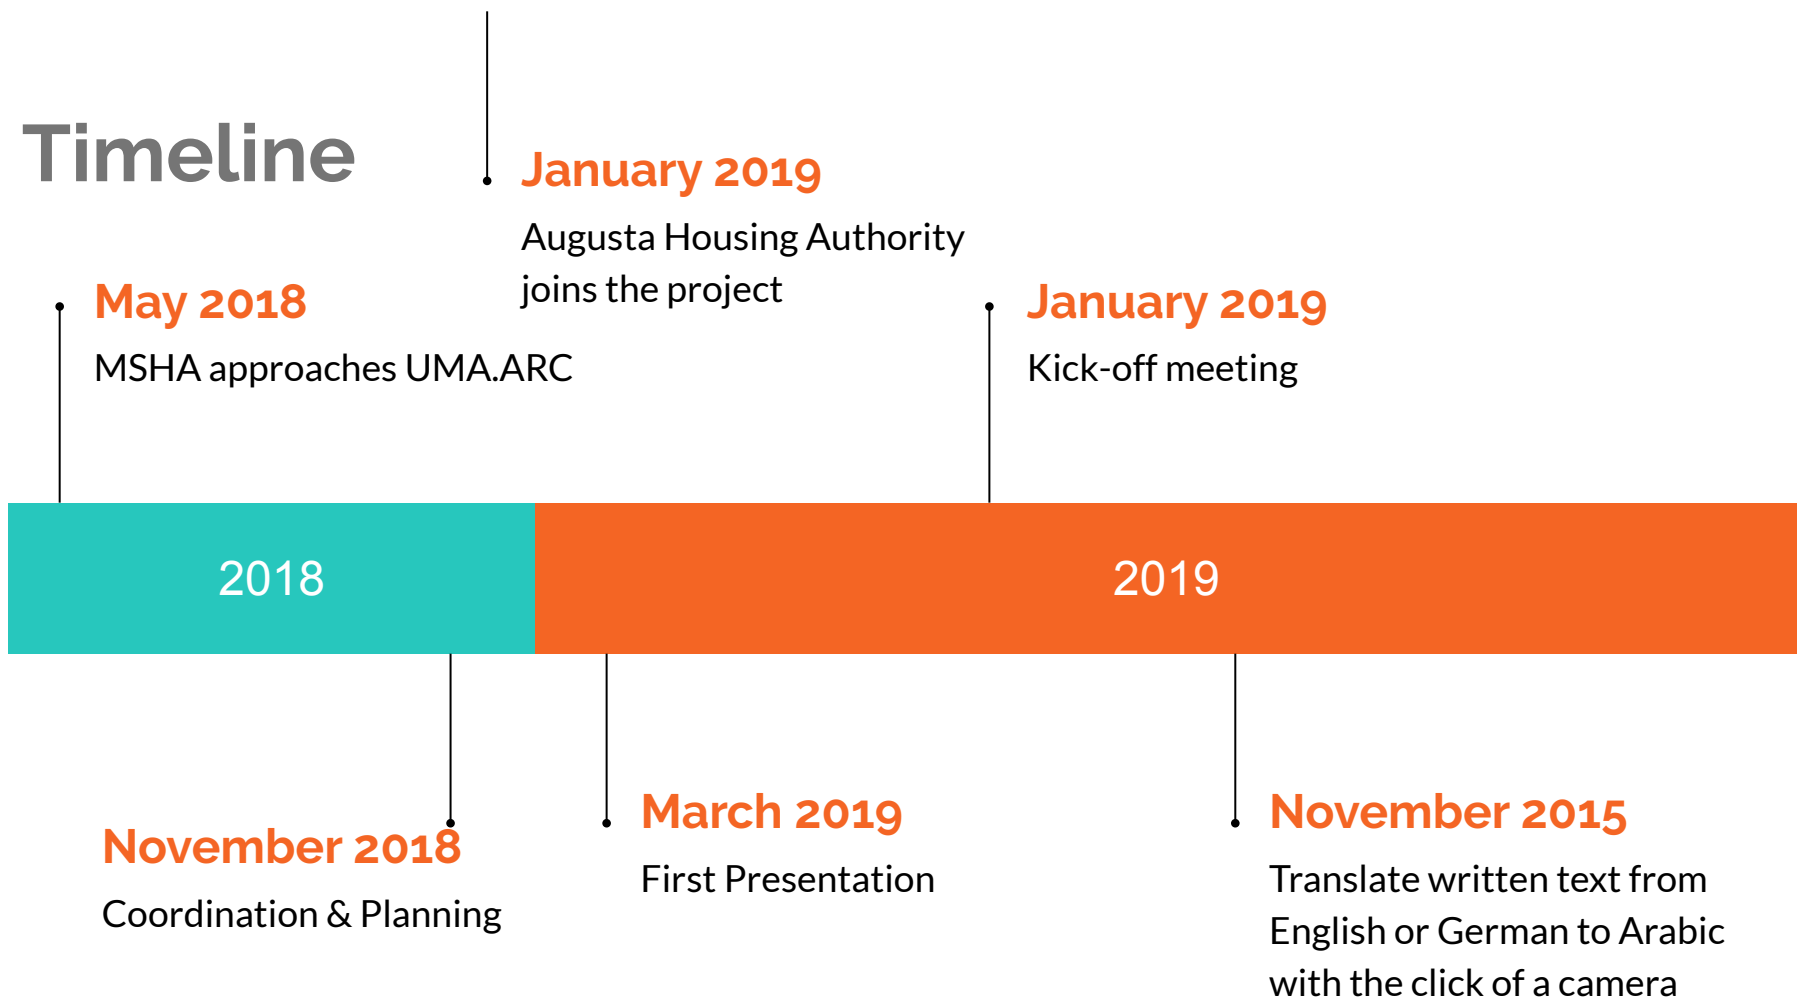 Timeline
January 2019
Augusta Housing Authority
joins the project
May 2018
MSHA approaches UMA.ARC
January 2019
Kick-off meeting
2018
2019
November 2018
Coordination & Planning
March 2019
First Presentation
November 2015
Translate written text from
English or German to Arabic
with the click of a camera